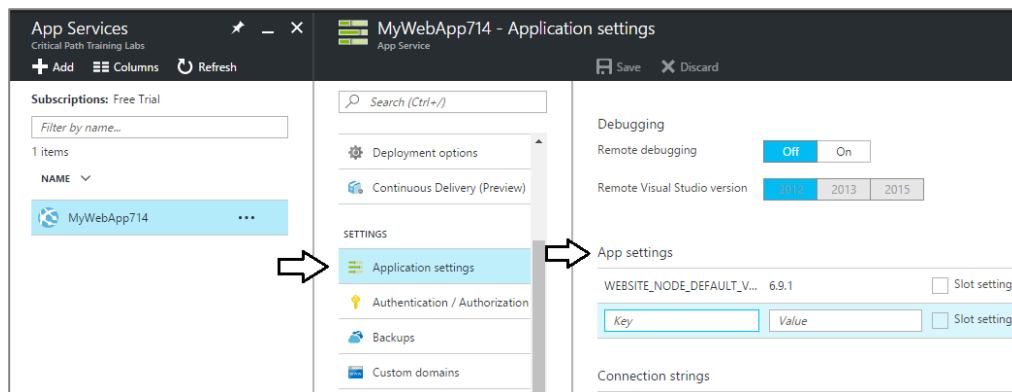 App Services
Critical Path Training Labs
Add Columns Refresh
Subscriptions: Free Trial
Filter by name...
1 items
NAME
MyWebApp714
MyWebApp714 - Application settings
App Service
Search (Ctrl+/)
Deployment options
Continuous Delivery (Preview)
SETTINGS
Application settings
Authentication / Authorization
Backups
Custom domains
Save Discard
Debugging
Remote debugging Off On
Remote Visual Studio version 2012 2013 2015
App settings
WEBSITE_NODE_DEFAULT_V... 6.9.1 Slot setting
Key Value Slot setting
Connection strings